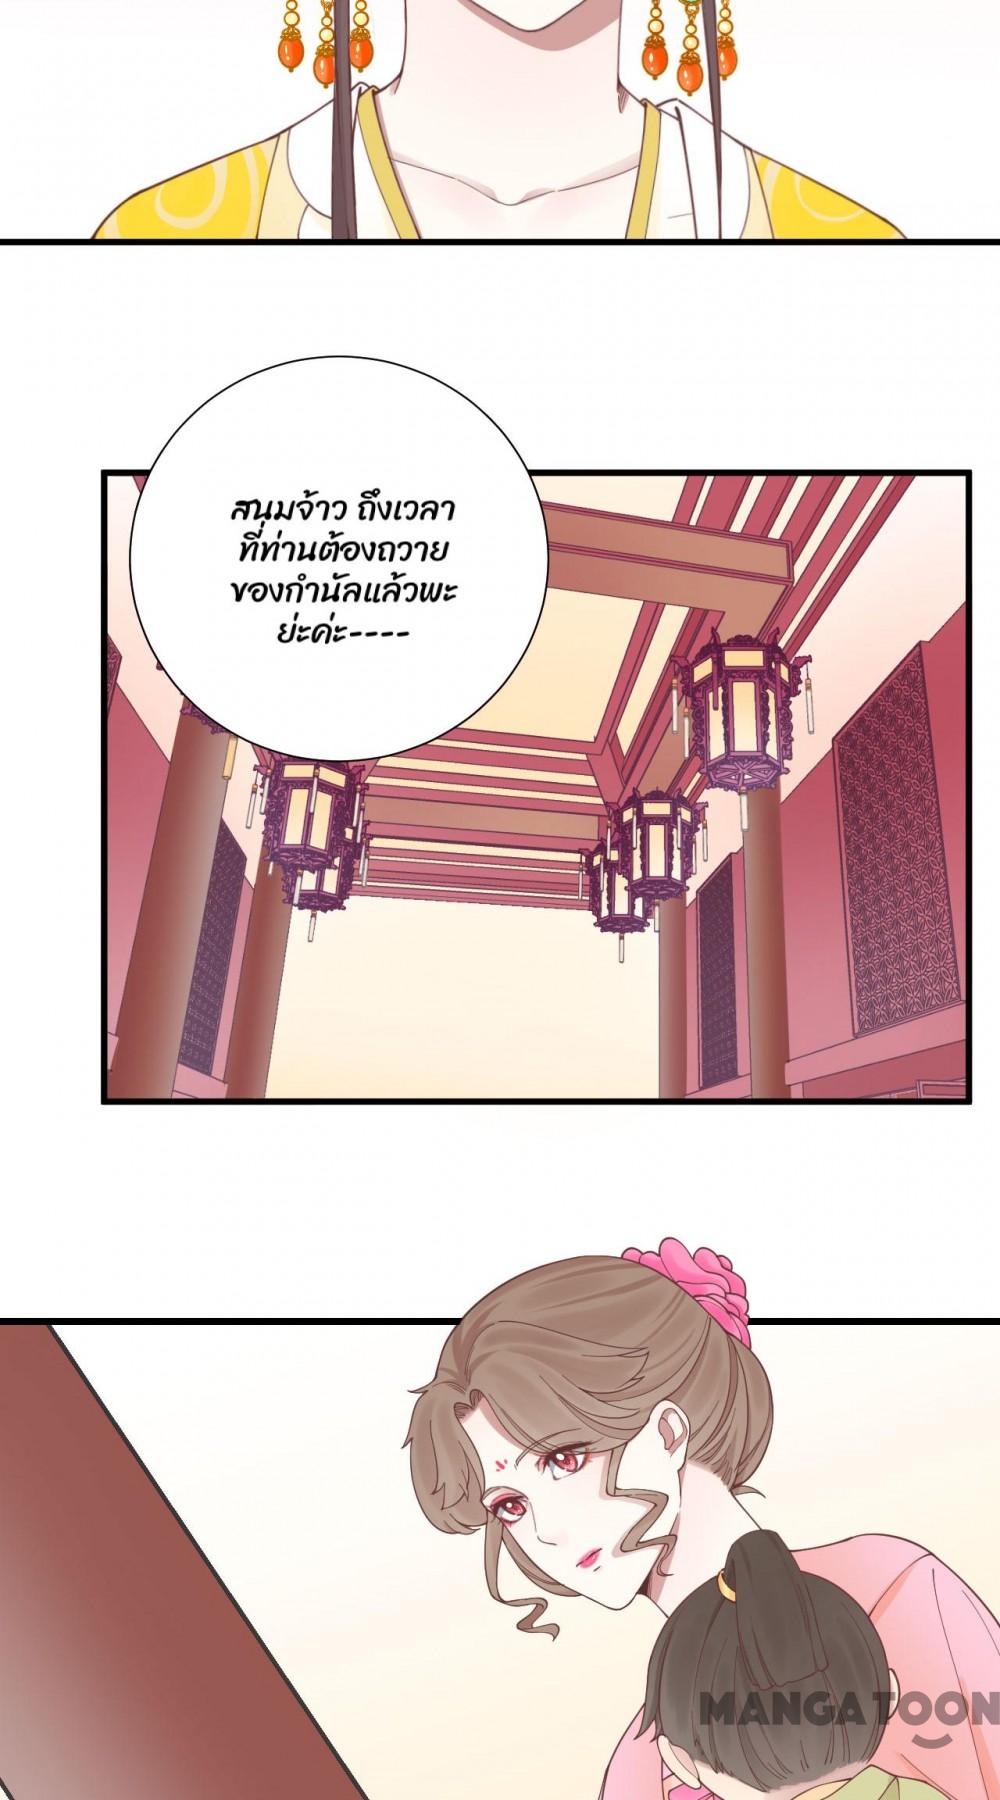 สนมจ้าว ถึงเวลา
ที่ท่านต้องถวาย
ของกำนัลแล้วพะ
ย่ะค่ะ----
MANGATOON